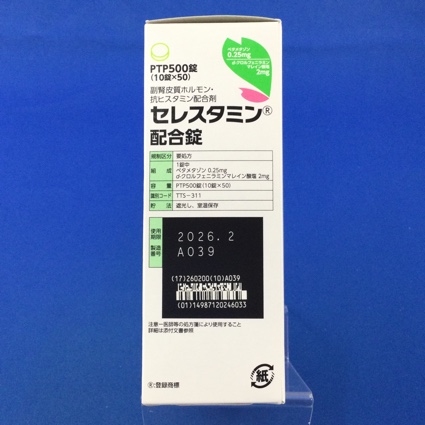 ベタメタゾン
0.25mg
d-クロルフェニラミン
マレイン酸塩
2mg
PTP500錠
(10錠×50)
副腎皮質ホルモン・
抗ヒスタミン配合剤
セレスタミン®
配合錠
規制区分 要処方
組成 1錠中
ベタメタゾン 0.25mg
d-クロルフェニラミンマレイン酸塩 2mg
容量 PTP500錠(10錠×50)
識別コード TTS-311
貯法 遮光し、室温保存
使用
期限 2026.2
製造
番号 A039
(17)260200(10)A039
(01)14987120246033
注意-医師等の処方箋により使用すること
詳細は添付文書参照
紙
®:登録商標